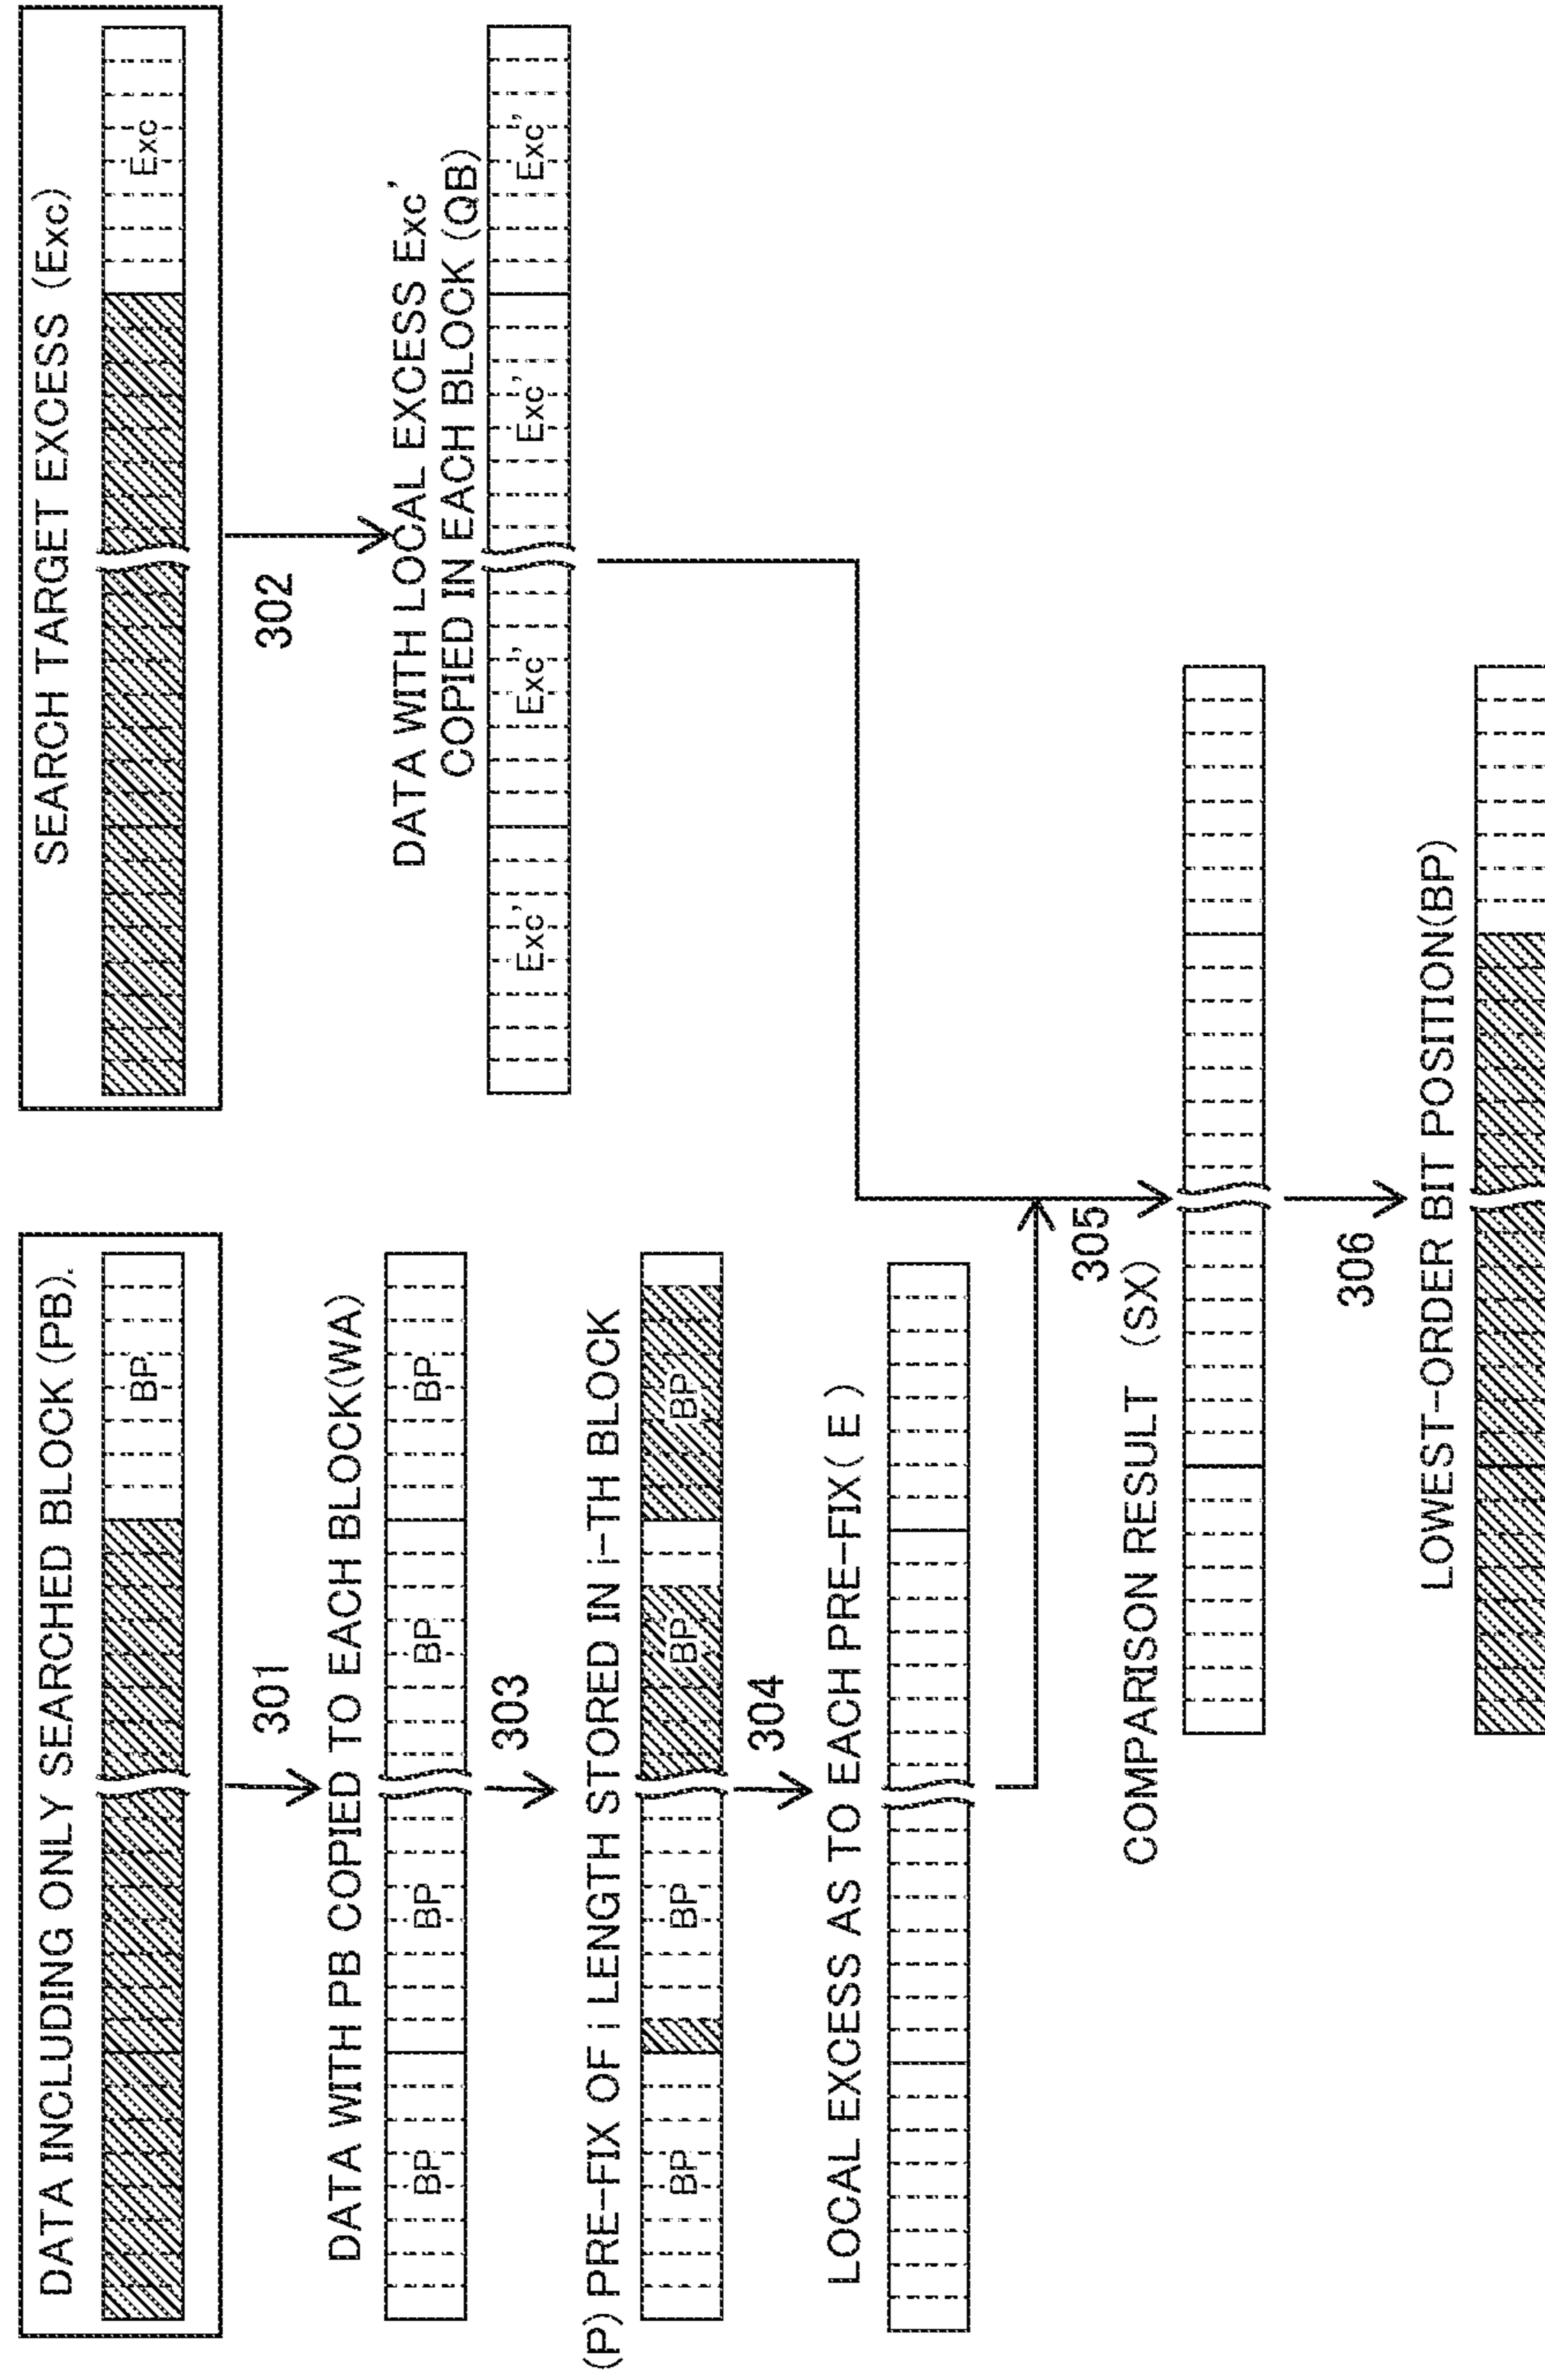 DATA INCLUDING ONLY SEARCHED BLOCK (PB).
BP
301
DATA WITH PB COPIED TO EACH BLOCK(WA)
BP BP BP BP
303
(P) PRE-FIX OF i LENGTH STORED IN i-TH BLOCK
BP BP BP BP
304
LOCAL EXCESS AS TO EACH PRE-FIX( E )
SEARCH TARGET EXCESS (Exc)
Exc
302
DATA WITH LOCAL EXCESS Exc'
COPIED IN EACH BLOCK (QB)
Exc' Exc' Exc' Exc'
305
COMPARISON RESULT (SX)
306
LOWEST-ORDER BIT POSITION(BP)